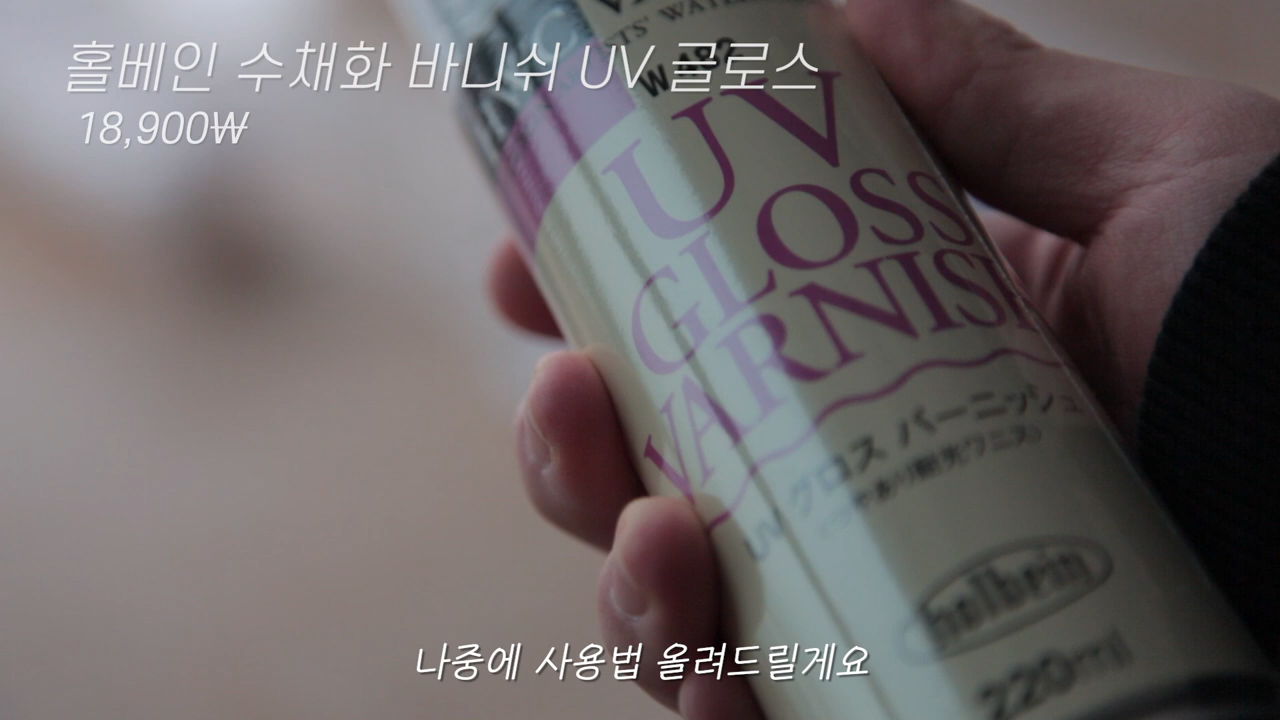 홀베인 수채화 바니쉬 UV 글로스
18,900₩
UV
GLOSS
VARNISH
UV グロス バーニッシュ
holbein
220ml
나중에 사용법 올려드릴게요